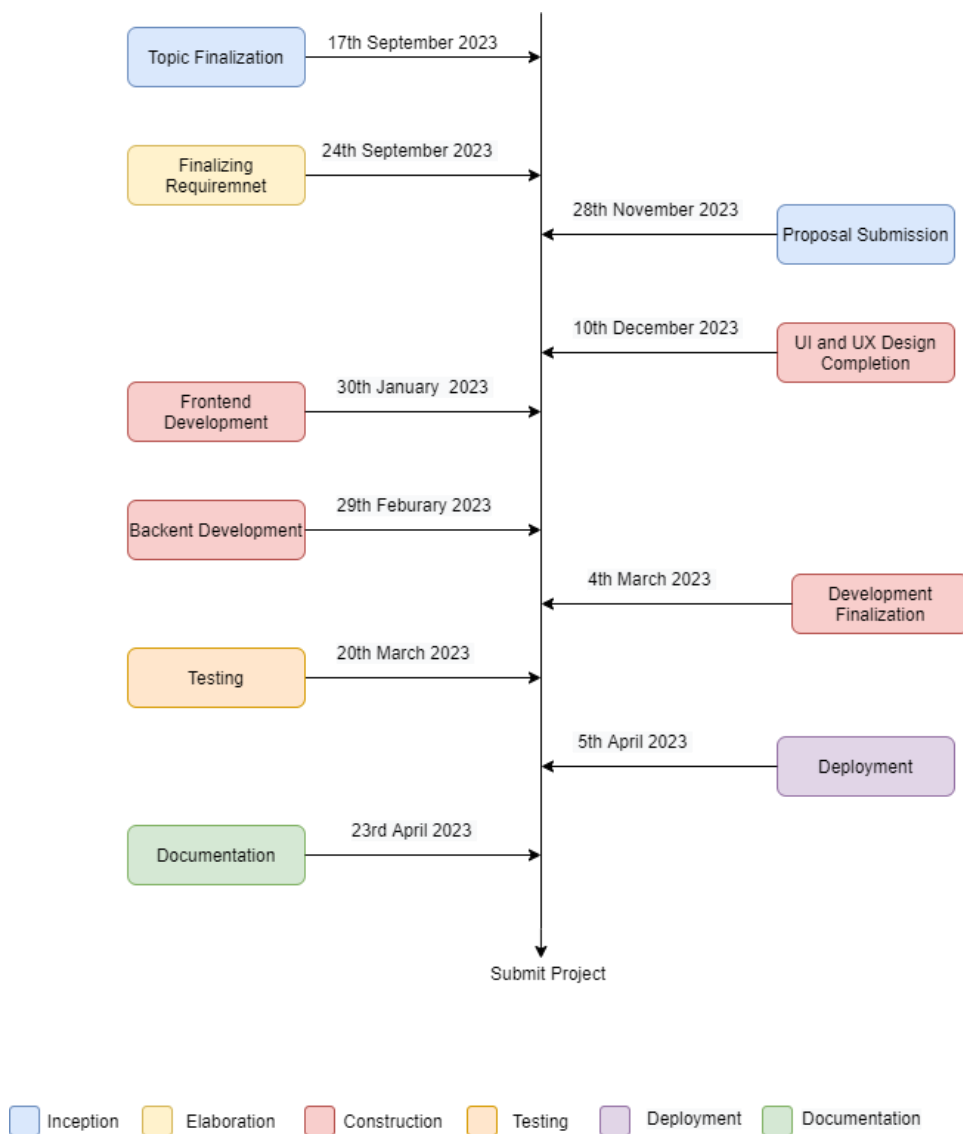 Topic Finalization
17th September 2023
Finalizing
Requiremnet
24th September 2023
28th November 2023
Proposal Submission
10th December 2023
UI and UX Design
Completion
Frontend
Development
30th January  2023
Backent Development
29th Feburary 2023
4th March 2023
Development
Finalization
Testing
20th March 2023
5th April 2023
Deployment
Documentation
23rd April 2023
Submit Project
Inception
Elaboration
Construction
Testing
Deployment
Documentation